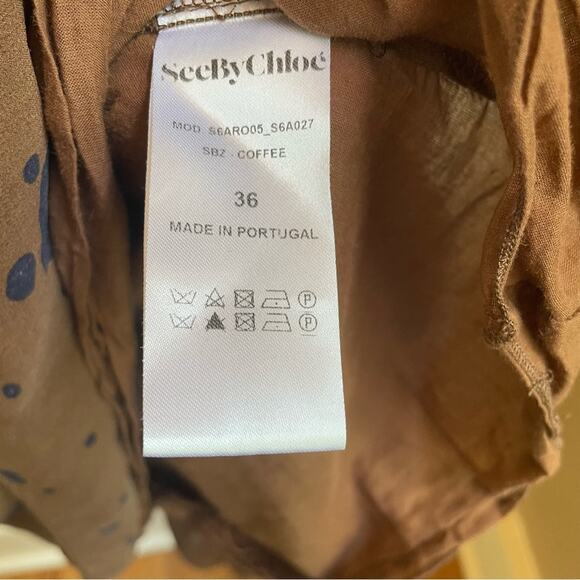 SeeByChloé
MOD S6ARO05_S6A027
SBZ - COFFEE
36
MADE IN PORTUGAL
P
P